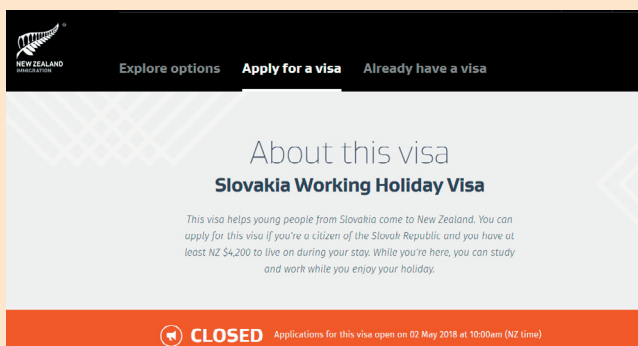 NEW ZEALAND
IMMIGRATION
Explore options Apply for a visa Already have a visa
About this visa
Slovakia Working Holiday Visa
This visa helps young people from Slovakia come to New Zealand. You can
apply for this visa if you're a citizen of the Slovak Republic and you have at
least NZ $4,200 to live on during your stay. While you're here, you can study
and work while you enjoy your holiday.
CLOSED Applications for this visa open on 02 May 2018 at 10:00am (NZ time)